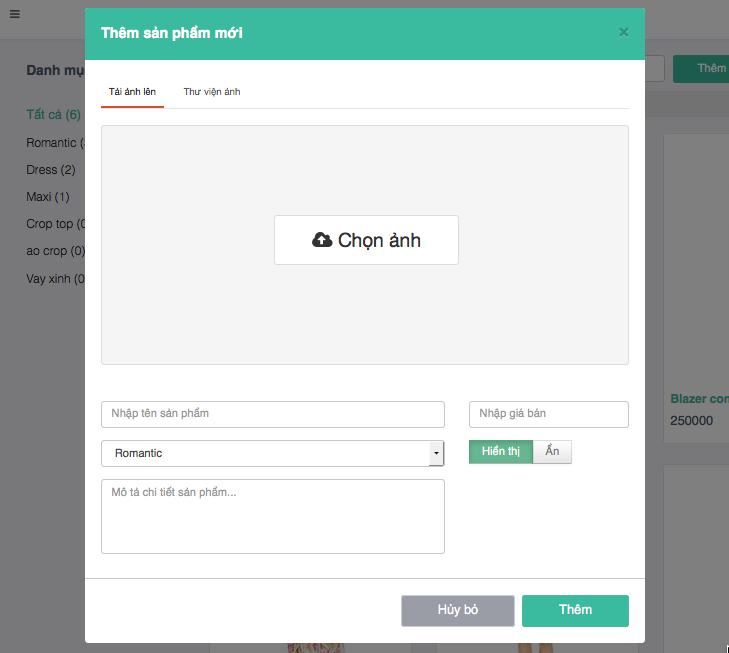 Thêm sản phẩm mới
×
Danh mụ
Thêm
Tải ảnh lên
Thư viện ảnh
Tất cả (6)
Romantic (
Dress (2)
Maxi (1)
Crop top (0
ao crop (0)
Vay xinh (0
Chọn ảnh
Blazer con
250000
Nhập tên sản phẩm
Nhập giá bán
Romantic
Hiển thị
Ẩn
Mô tả chi tiết sản phẩm...
Hủy bỏ
Thêm